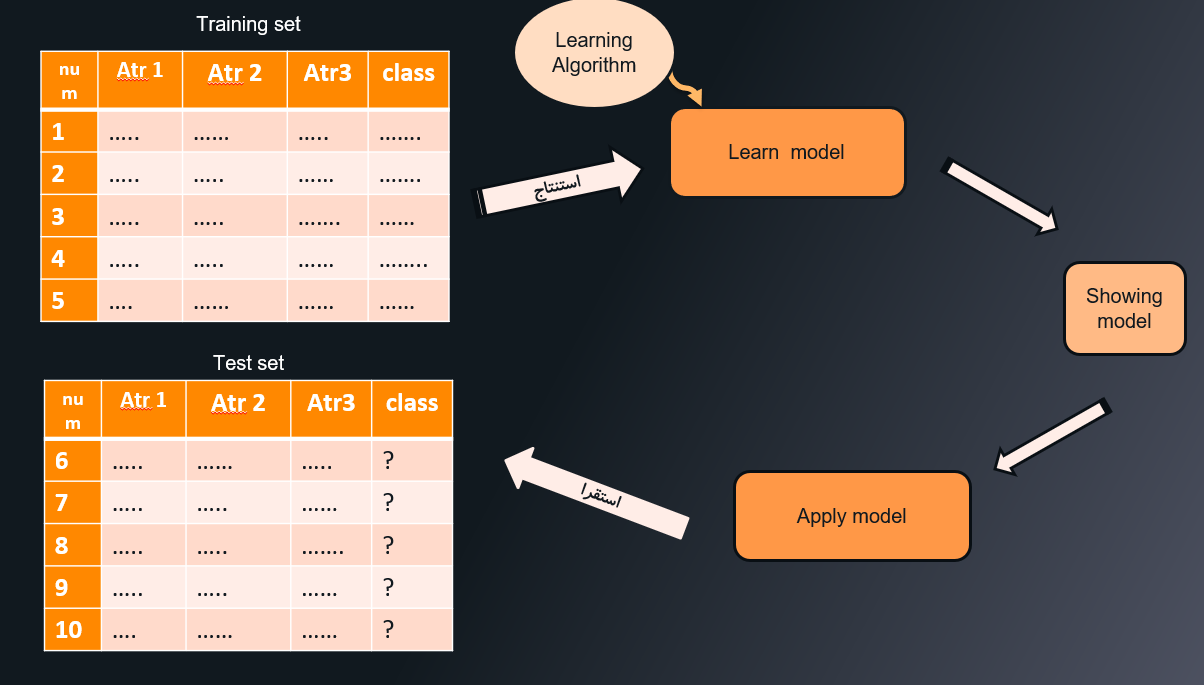 Training set
nu
m
Atr 1
Atr 2
Atr3
class
1 ..... ...... ..... .......
2 ..... ..... ...... .......
3 ..... ..... ....... ......
4 ..... ..... ...... ........
5 .... ...... ...... ......
Learning
Algorithm
استنتاج
Learn model
Showing
model
Apply model
استقرا
Test set
nu
m
Atr 1
Atr 2
Atr3
class
6 ..... ...... ..... ?
7 ..... ..... ...... ?
8 ..... ..... ....... ?
9 ..... ..... ...... ?
10 .... ...... ...... ?